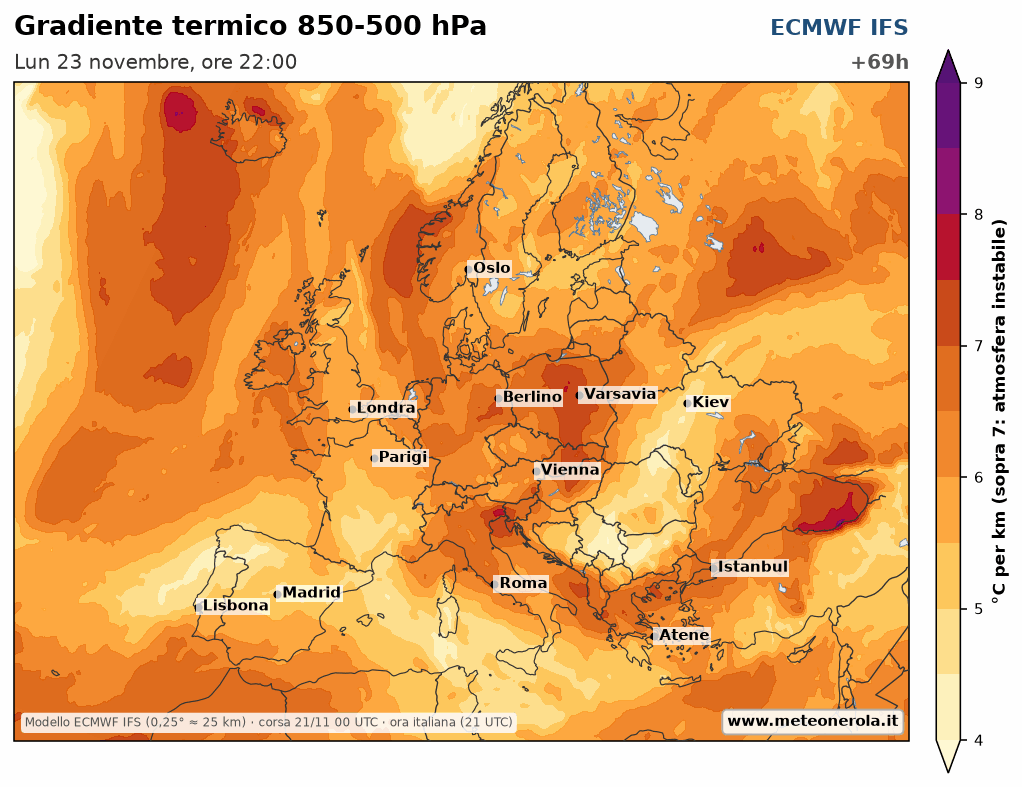 Gradiente termico 850-500 hPa
ECMWF IFS
Lun 23 novembre, ore 22:00
+69h
Oslo
Londra
Berlino
Varsavia
Kiev
Parigi
Vienna
Istanbul
Roma
Madrid
Lisbona
Atene
Modello ECMWF IFS (0,25° ≈ 25 km) · corsa 21/11 00 UTC · ora italiana (21 UTC)
www.meteonerola.it
9
8
7
6
5
4
°C per km (sopra 7: atmosfera instabile)